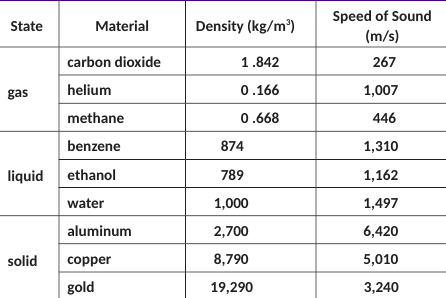 State Material Density (kg/m³) Speed of Sound
(m/s)
gas
carbon dioxide 1 .842 267
helium 0 .166 1,007
methane 0 .668 446
liquid
benzene 874 1,310
ethanol 789 1,162
water 1,000 1,497
solid
aluminum 2,700 6,420
copper 8,790 5,010
gold 19,290 3,240